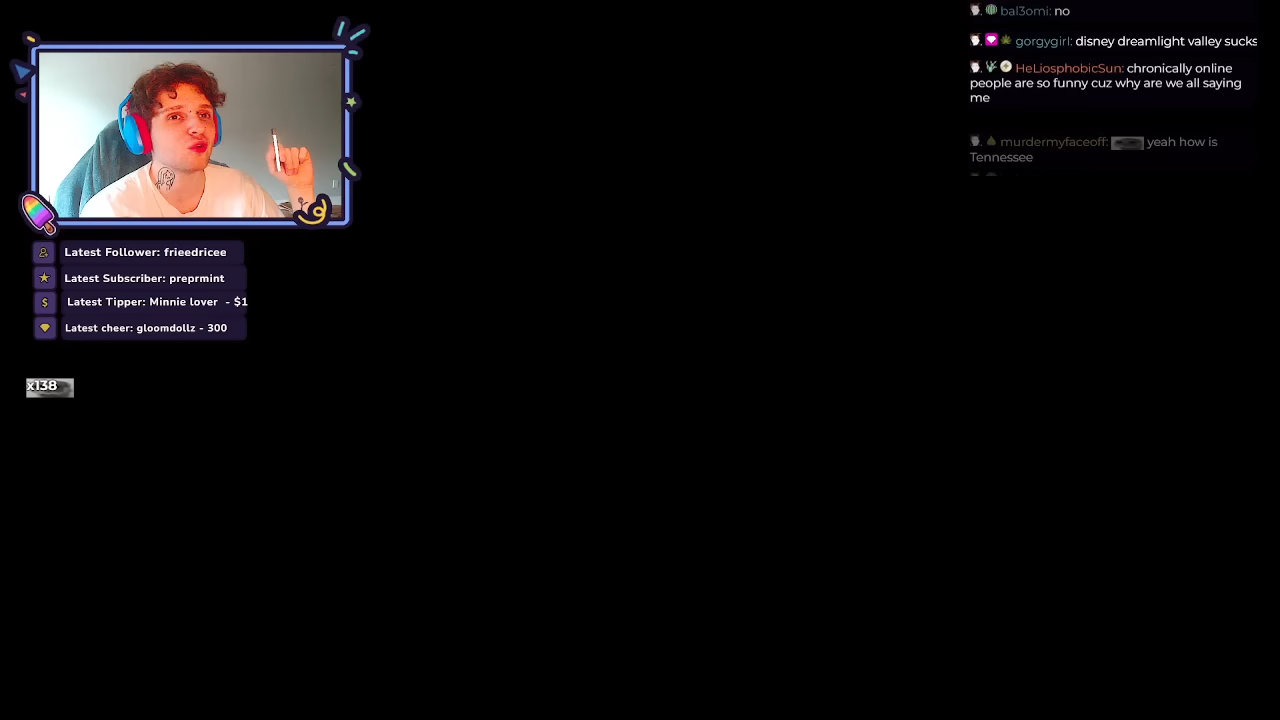 bal3omi: no
gorgygirl: disney dreamlight valley sucks
HeLiosphobicSun: chronically online
people are so funny cuz why are we all saying
me
murdermyfaceoff: yeah how is
Tennessee
Latest Follower: frieedricee
Latest Subscriber: preprmint
Latest Tipper: Minnie lover - $1
Latest cheer: gloomdollz - 300
x138